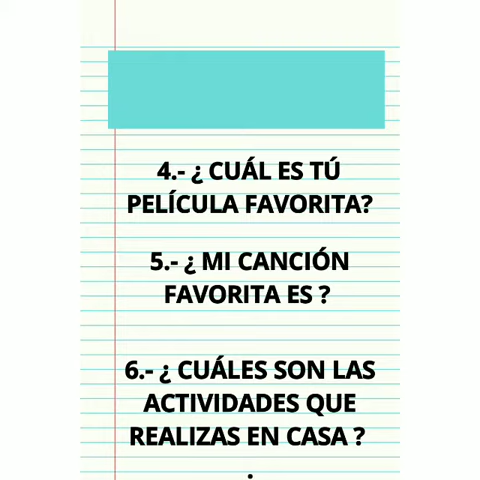 4.- ¿ CUÁL ES TÚ
PELÍCULA FAVORITA?
5.- ¿ MI CANCIÓN
FAVORITA ES ?
6.- ¿ CUÁLES SON LAS
ACTIVIDADES QUE
REALIZAS EN CASA ?
.